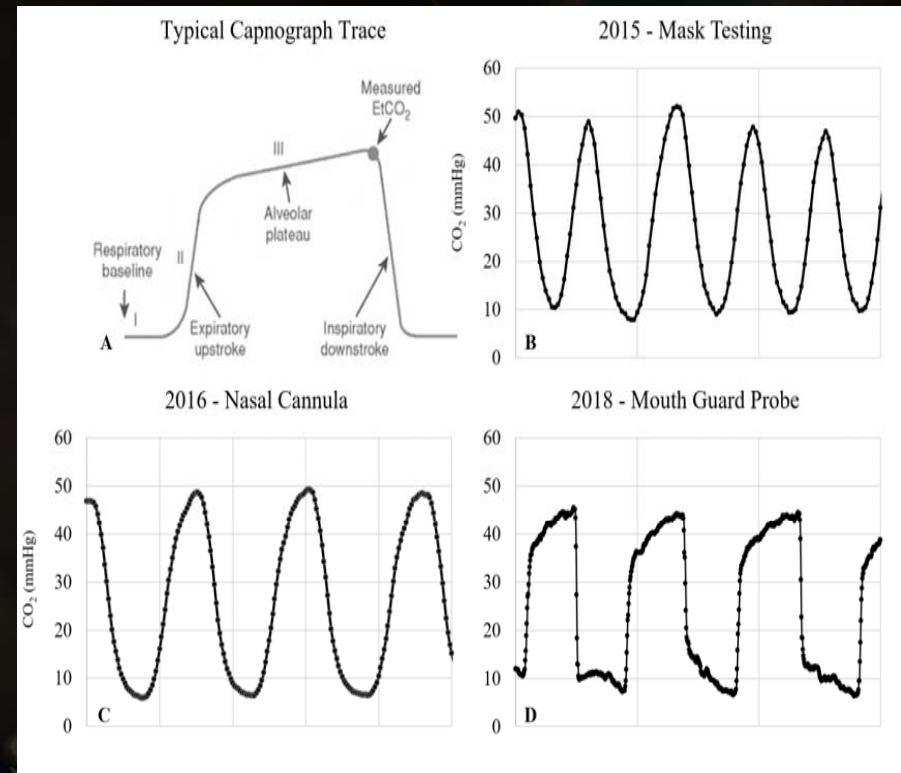 Typical Capnograph Trace
Measured
EtCO₂
III
Alveolar
plateau
Respiratory
baseline
II
I
Expiratory
upstroke
Inspiratory
downstroke
A
2015 - Mask Testing
CO₂ (mmHg)
60
50
40
30
20
10
0
B
2016 - Nasal Cannula
CO₂ (mmHg)
60
50
40
30
20
10
0
C
2018 - Mouth Guard Probe
60
50
40
30
20
10
0
D